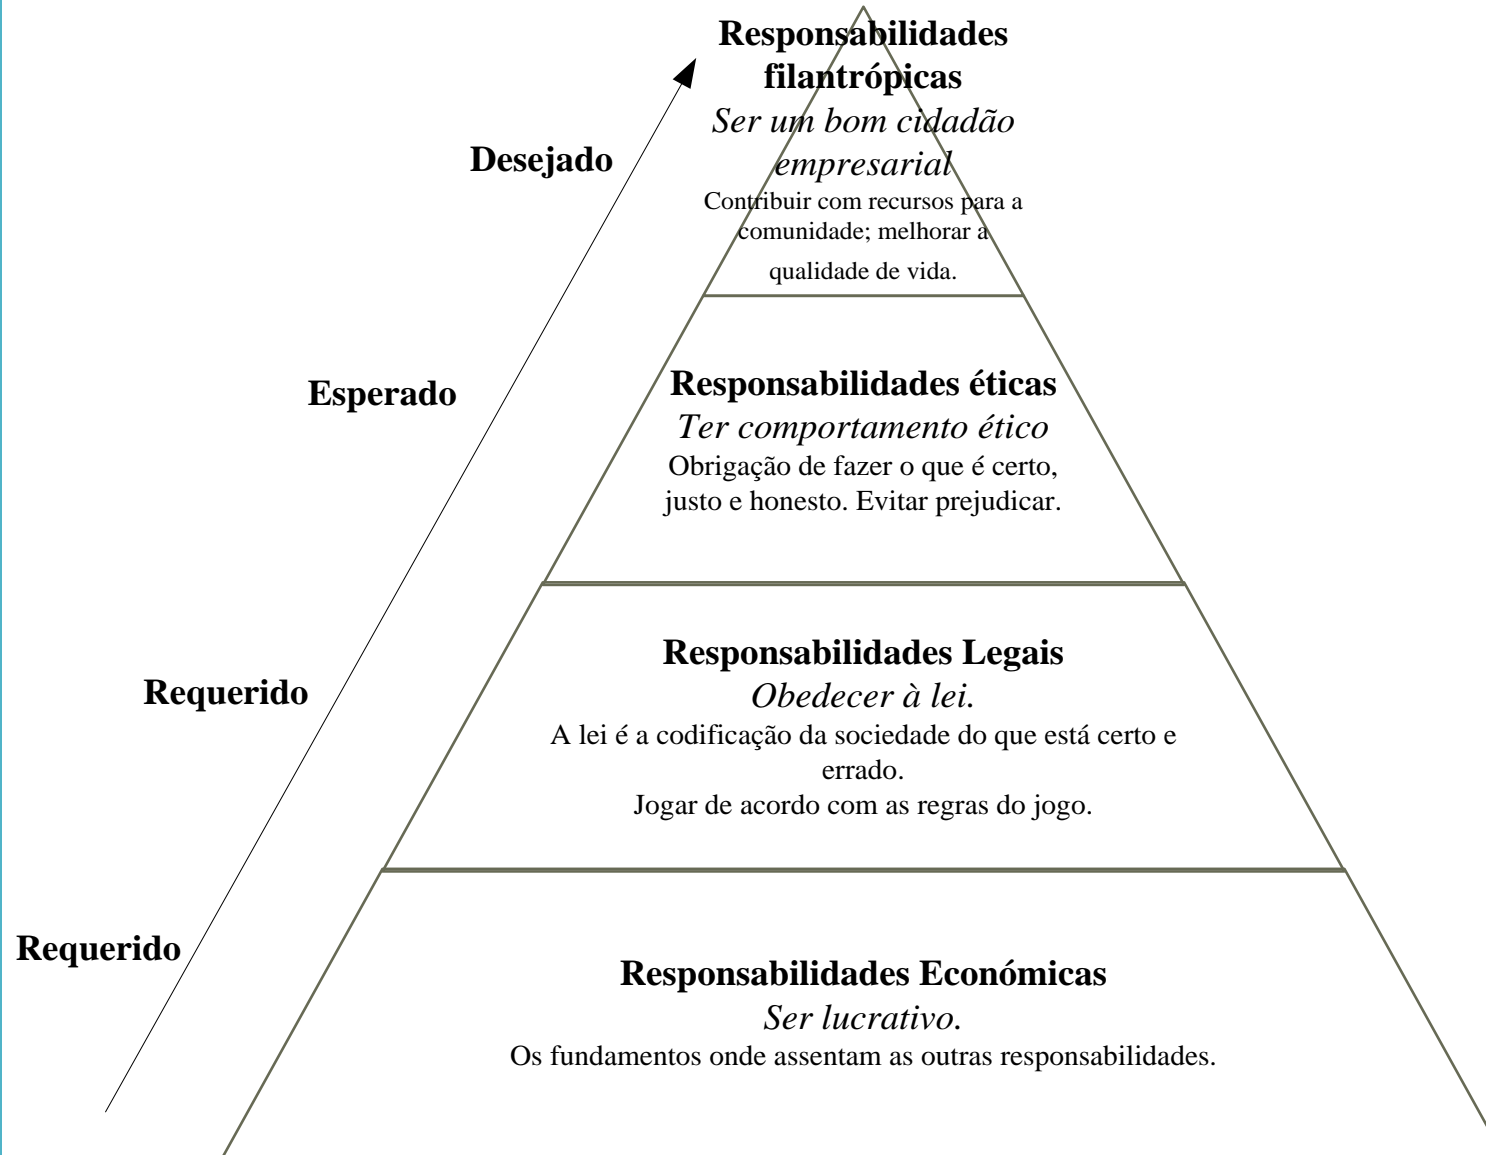 Responsabilidades
filantrópicas
Ser um bom cidadão
empresarial
Contribuir com recursos para a
comunidade; melhorar a
qualidade de vida.
Desejado
Esperado
Responsabilidades éticas
Ter comportamento ético
Obrigação de fazer o que é certo,
justo e honesto. Evitar prejudicar.
Requerido
Responsabilidades Legais
Obedecer à lei.
A lei é a codificação da sociedade do que está certo e
errado.
Jogar de acordo com as regras do jogo.
Requerido
Responsabilidades Económicas
Ser lucrativo.
Os fundamentos onde assentam as outras responsabilidades.